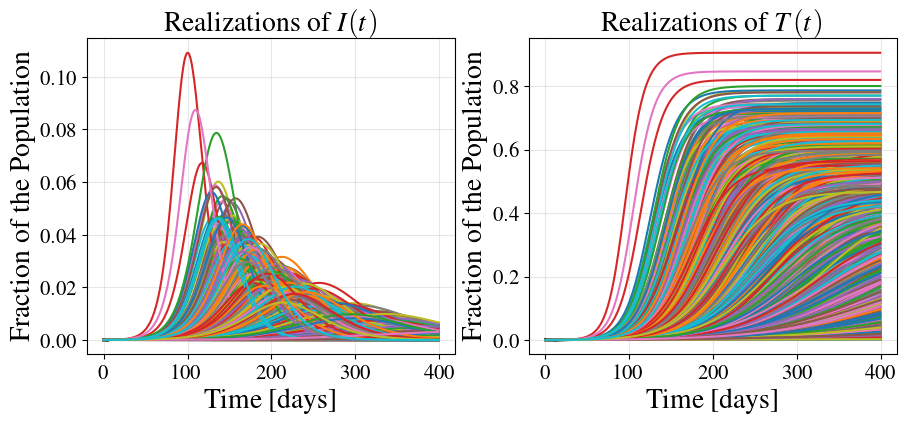 Realizations of I(t)
Fraction of the Population
0.10
0.08
0.06
0.04
0.02
0.00
0 100 200 300 400
Time [days]
Realizations of T(t)
Fraction of the Population
0.8
0.6
0.4
0.2
0.0
0 100 200 300 400
Time [days]